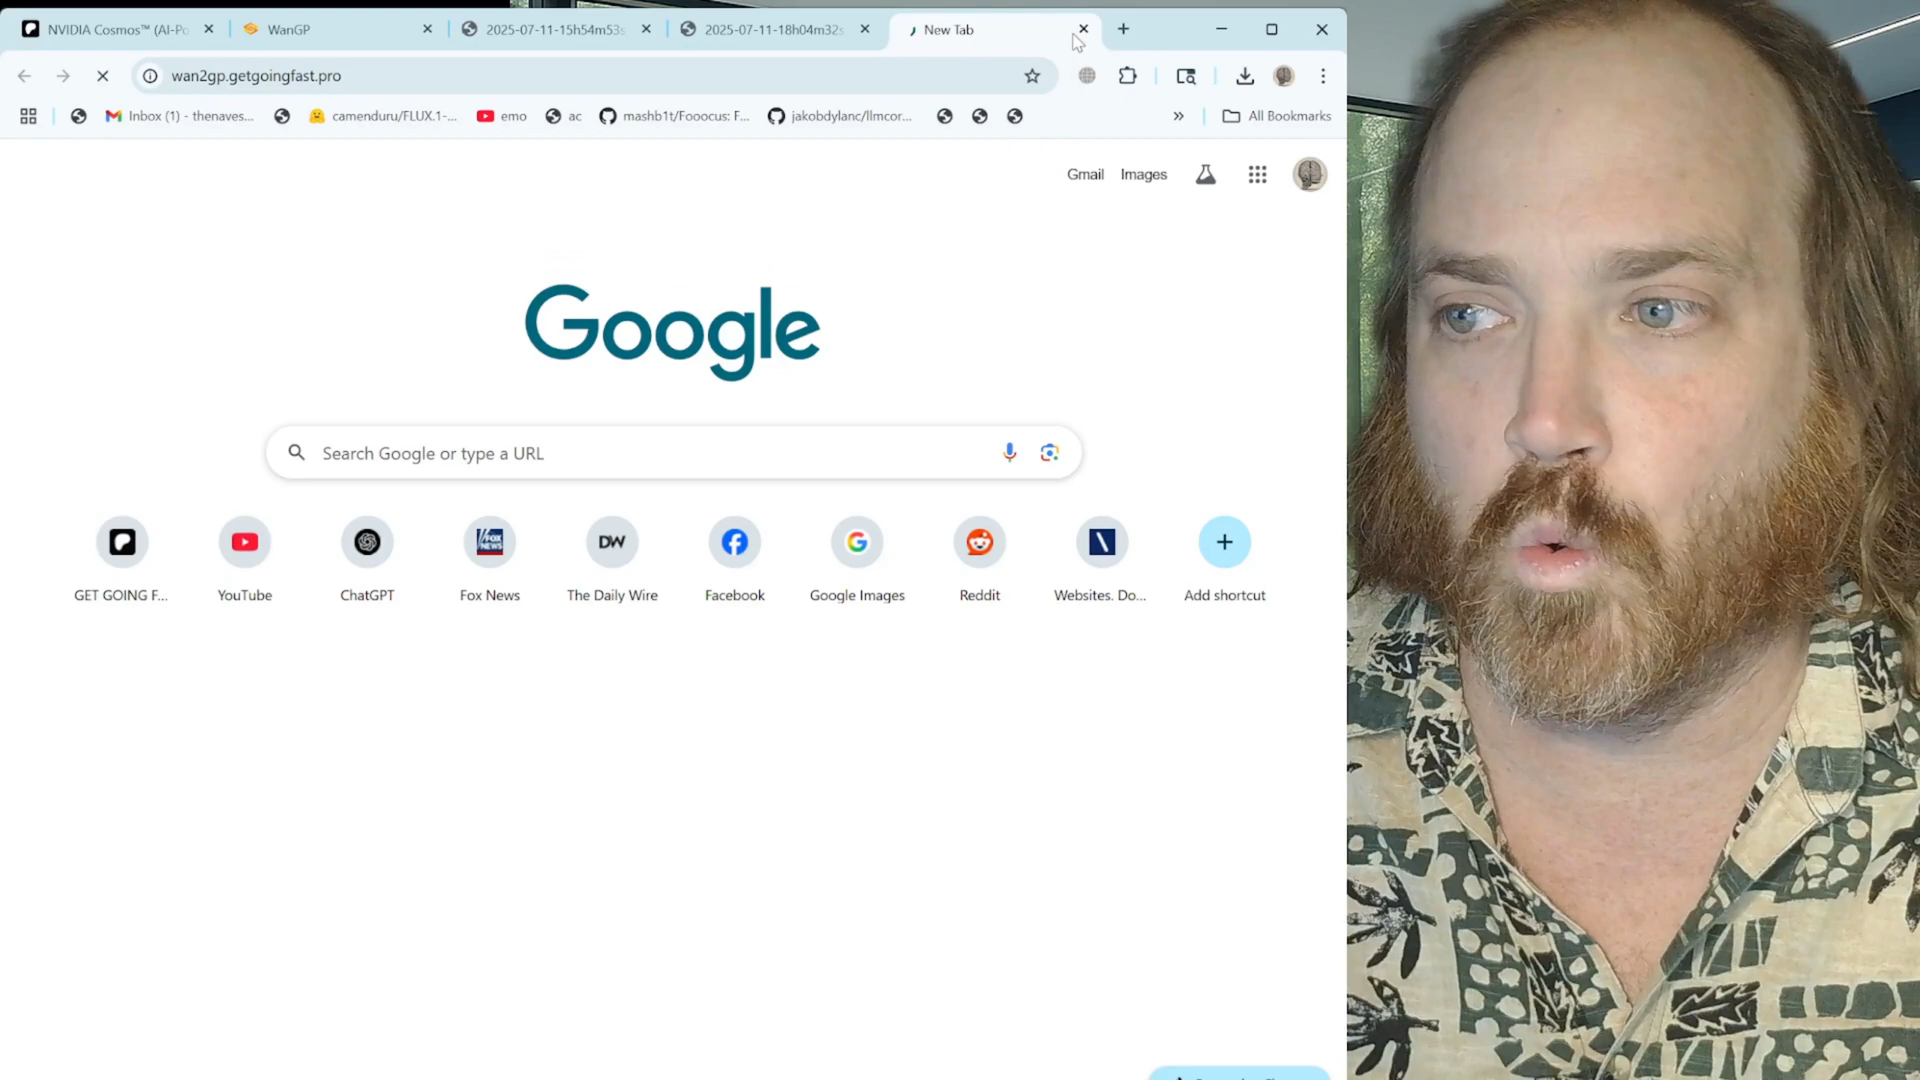 NVIDIA Cosmos™ (AI-Po
WanGP
2025-07-11-15h54m53s
2025-07-11-18h04m32s
New Tab
wan2gp.getgoingfast.pro
Inbox (1) - thenaves...
camenduru/FLUX.1-...
emo
ac
mashb1t/Fooocus: F...
jakobdylanc/llmcor...
»
All Bookmarks
Gmail
Images
Google
Search Google or type a URL
FOX NEWS
DW
GET GOING F...
YouTube
ChatGPT
Fox News
The Daily Wire
Facebook
Google Images
Reddit
Websites. Do...
Add shortcut